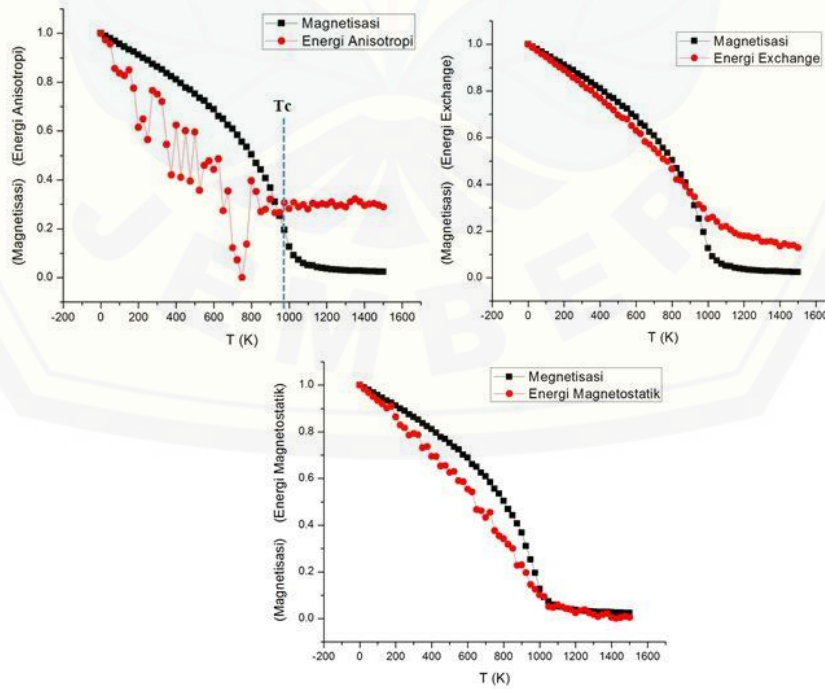 Magnetisasi
Energi Anisotropi
Tc
(Magnetisasi) (Energi Anisotropi)
1.0
0.8
0.6
0.4
0.2
0.0
-200 0 200 400 600 800 1000 1200 1400 1600
T (K)
Magnetisasi
Energi Exchange
(Magnetisasi) (Energi Exchange)
1.0
0.8
0.6
0.4
0.2
0.0
-200 0 200 400 600 800 1000 1200 1400 1600
T (K)
Megnetisasi
Energi Magnetostatik
(Magnetisasi) (Energi Magnetostatik)
1.0
0.8
0.6
0.4
0.2
0.0
-200 0 200 400 600 800 1000 1200 1400 1600
T (K)
JEMBER